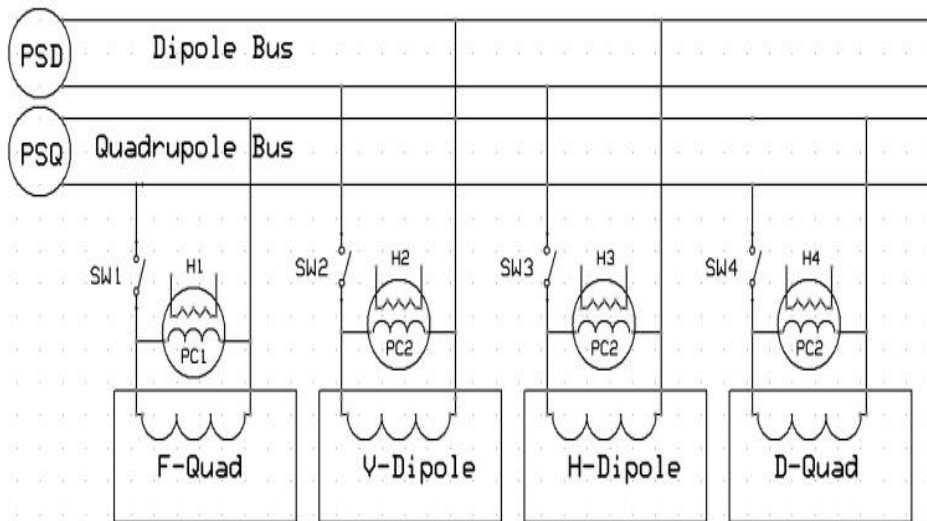 PSD Dipole Bus
PSQ Quadrupole Bus
SW1 H1 SW2 H2 SW3 H3 SW4 H4
PC1 PC2 PC2 PC2
F-Quad V-Dipole H-Dipole D-Quad